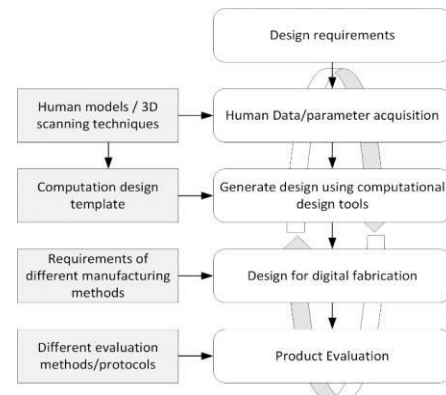 Design requirements
Human models / 3D
scanning techniques
Human Data/parameter acquisition
Computation design
template
Generate design using computational
design tools
Requirements of
different manufacturing
methods
Design for digital fabrication
Different evaluation
methods/protocols
Product Evaluation